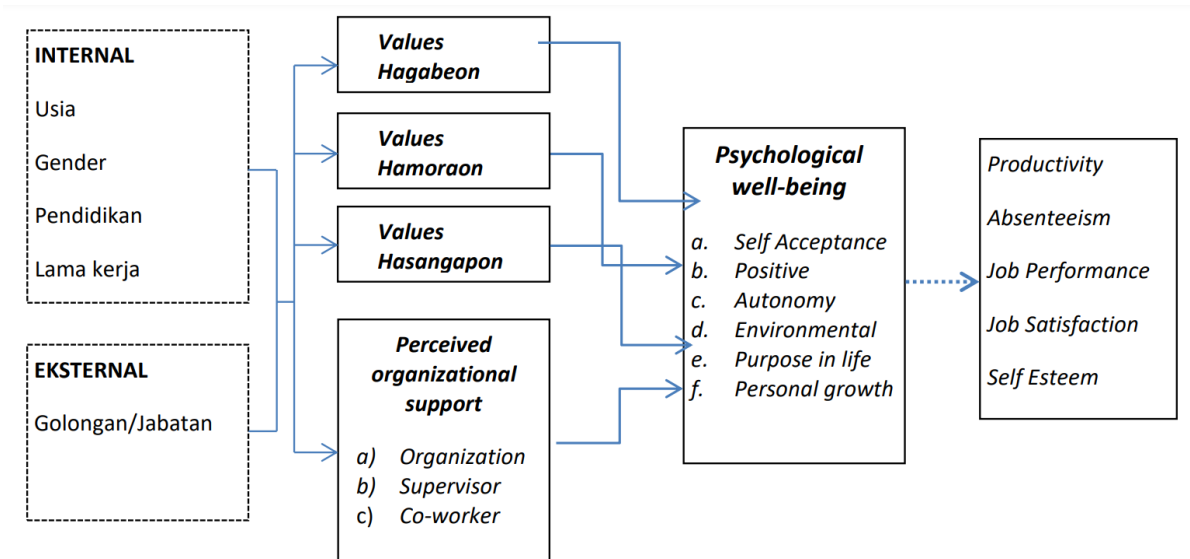 INTERNAL
Usia
Gender
Pendidikan
Lama kerja
EKSTERNAL
Golongan/Jabatan
Values
Hagabeon
Values
Hamoraon
Values
Hasangapon
Perceived
organizational
support
a) Organization
b) Supervisor
c) Co-worker
Psychological
well-being
a. Self Acceptance
b. Positive
c. Autonomy
d. Environmental
e. Purpose in life
f. Personal growth
Productivity
Absenteeism
Job Performance
Job Satisfaction
Self Esteem